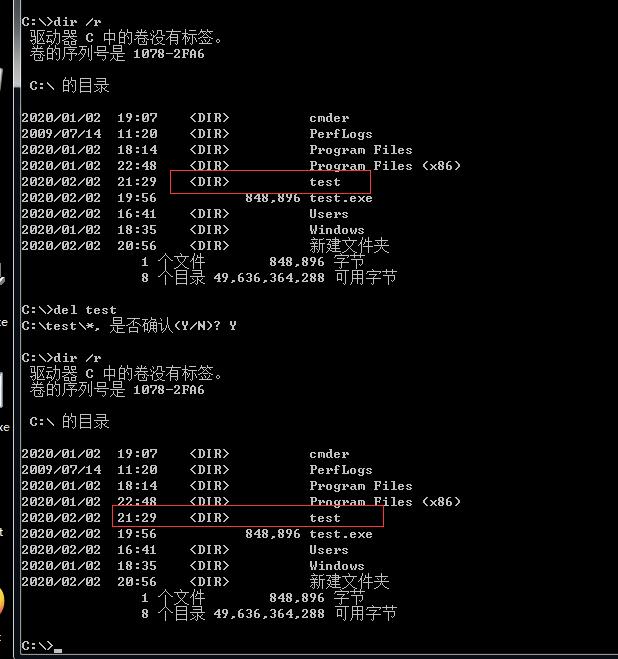 C:\>dir /r
驱动器 C 中的卷没有标签。
卷的序列号是 1078-2FA6
C:\ 的目录
2020/01/02 19:07 <DIR> cmder
2009/07/14 11:20 <DIR> PerfLogs
2020/01/02 18:14 <DIR> Program Files
2020/01/02 22:48 <DIR> Program Files (x86)
2020/02/02 21:29 <DIR> test
2020/02/02 19:56 848,896 test.exe
2020/01/02 16:41 <DIR> Users
2020/01/02 18:35 <DIR> Windows
2020/02/02 20:56 <DIR> 新建文件夹
1 个文件 848,896 字节
8 个目录 49,636,364,288 可用字节
C:\>del test
C:\test\*, 是否确认(Y/N)? Y
C:\>dir /r
驱动器 C 中的卷没有标签。
卷的序列号是 1078-2FA6
C:\ 的目录
2020/01/02 19:07 <DIR> cmder
2009/07/14 11:20 <DIR> PerfLogs
2020/01/02 18:14 <DIR> Program Files
2020/01/02 22:48 <DIR> Program Files (x86)
2020/02/02 21:29 <DIR> test
2020/02/02 19:56 848,896 test.exe
2020/01/02 16:41 <DIR> Users
2020/01/02 18:35 <DIR> Windows
2020/02/02 20:56 <DIR> 新建文件夹
1 个文件 848,896 字节
8 个目录 49,636,364,288 可用字节
C:\>_